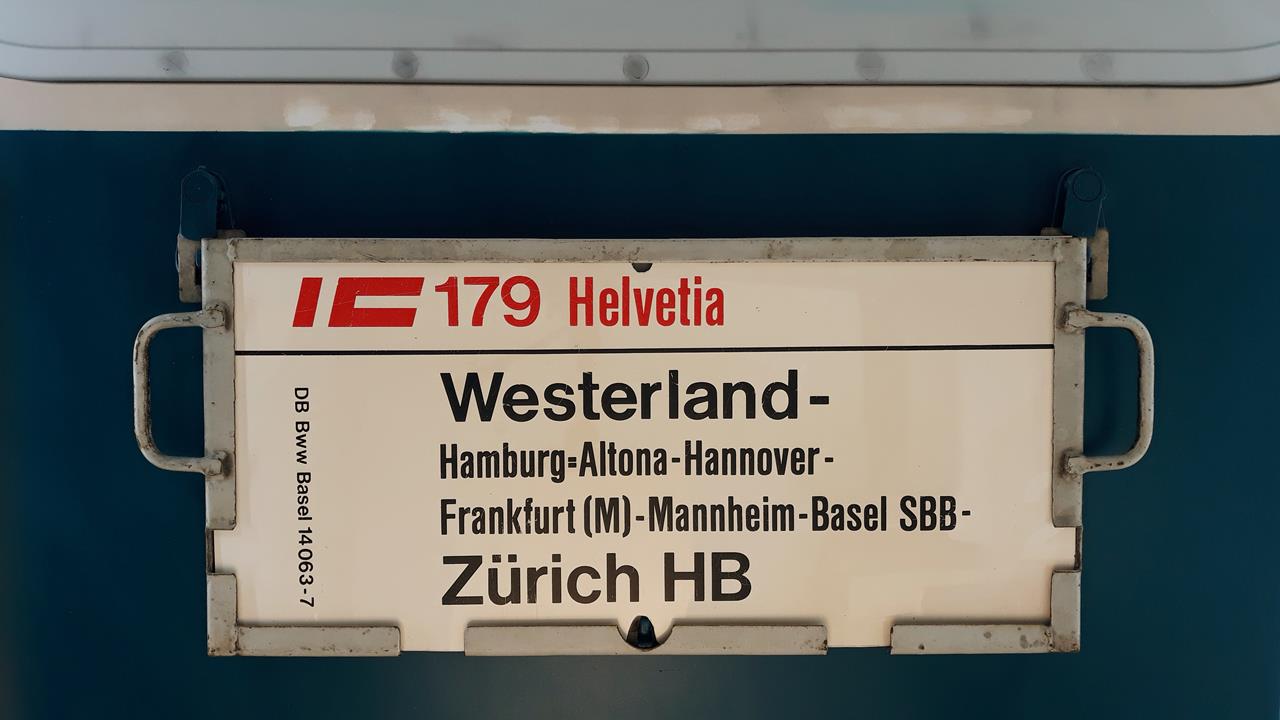 IC 179 Helvetia
Westerland-
Hamburg=Altona-Hannover-
Frankfurt (M)-Mannheim-Basel SBB-
Zürich HB
DB Bww Basel 14063-7